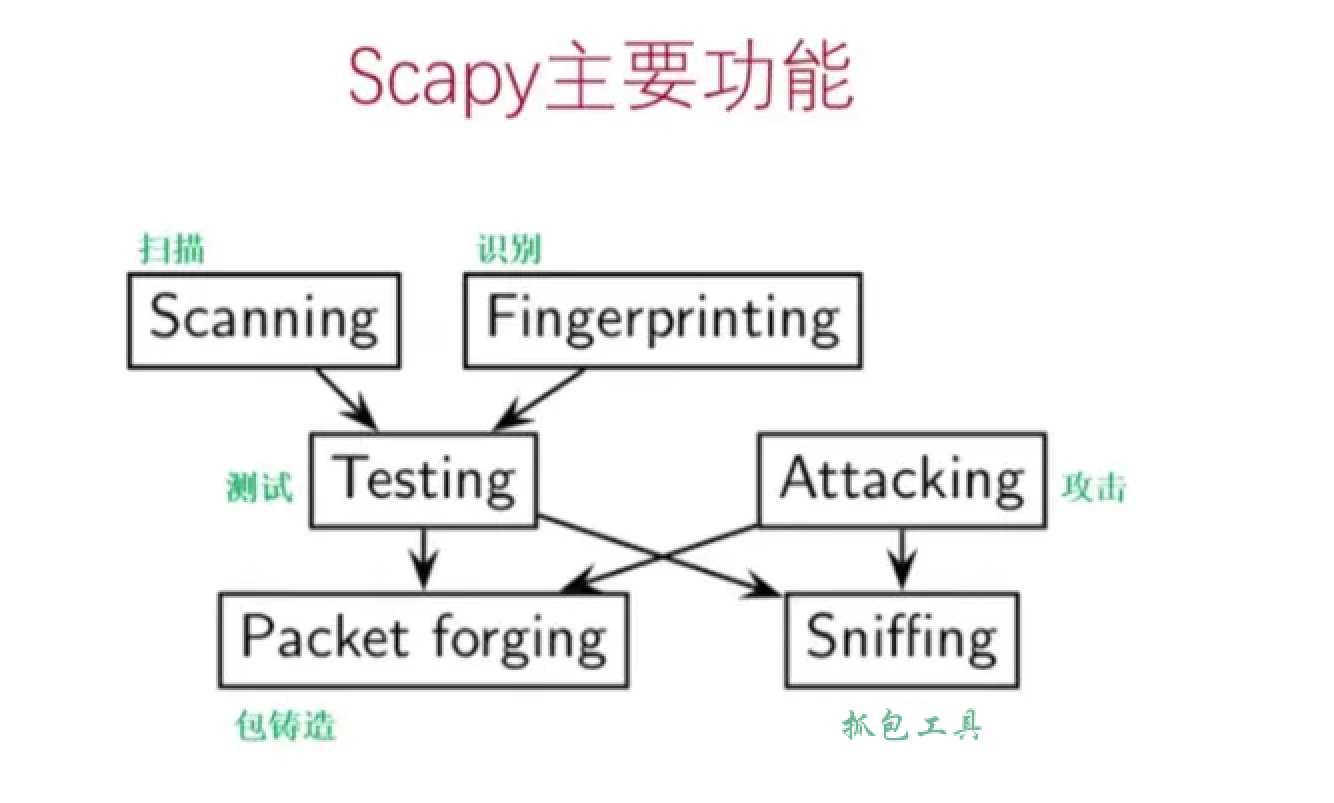 Scapy主要功能
扫描
识别
Scanning
Fingerprinting
测试
Testing
Attacking
攻击
Packet forging
Sniffing
包铸造
抓包工具